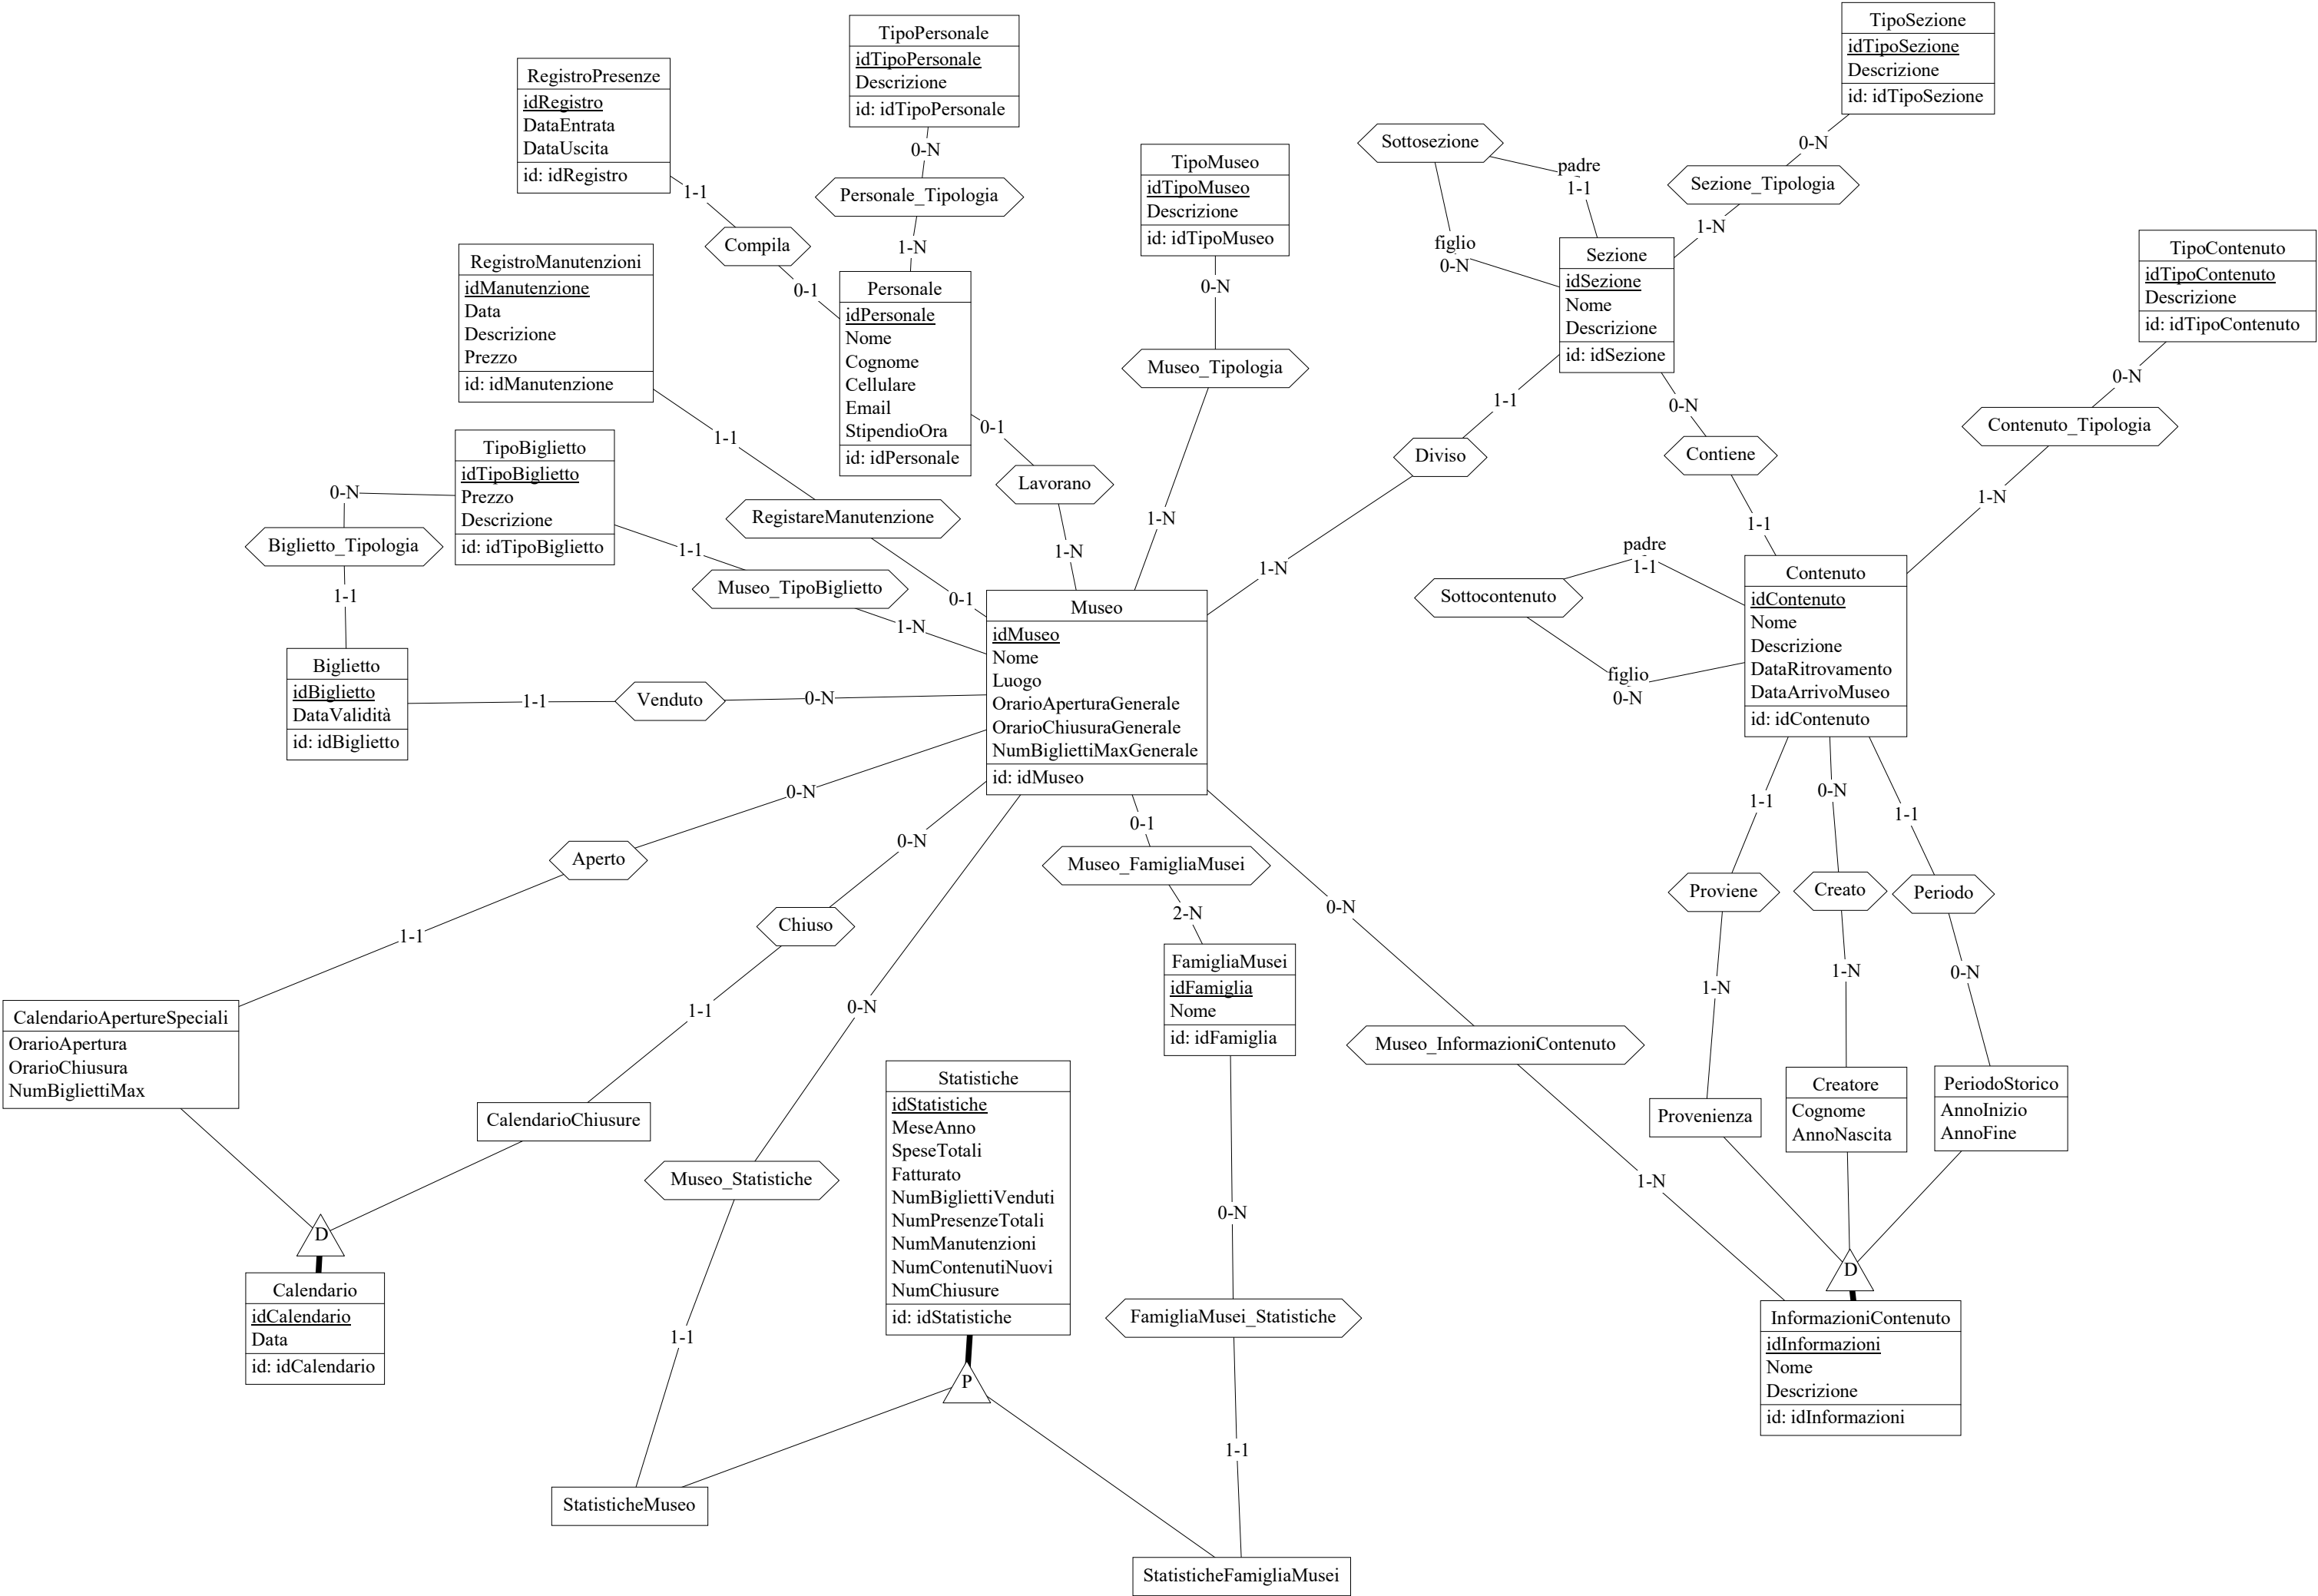 TipoPersonale
idTipoPersonale
Descrizione
id: idTipoPersonale
TipoSezione
idTipoSezione
Descrizione
id: idTipoSezione
RegistroPresenze
idRegistro
DataEntrata
DataUscita
id: idRegistro
0-N
Personale_Tipologia
1-N
1-1
Compila
0-1
TipoMuseo
idTipoMuseo
Descrizione
id: idTipoMuseo
0-N
Museo_Tipologia
1-N
Sottosezione
padre
1-1
figlio
0-N
0-N
Sezione_Tipologia
1-N
Sezione
idSezione
Nome
Descrizione
id: idSezione
TipoContenuto
idTipoContenuto
Descrizione
id: idTipoContenuto
0-N
Contenuto_Tipologia
1-N
RegistroManutenzioni
idManutenzione
Data
Descrizione
Prezzo
id: idManutenzione
Personale
idPersonale
Nome
Cognome
Cellulare
Email
StipendioOra
id: idPersonale
0-1
Lavorano
1-N
1-1
RegistareManutenzione
0-1
1-1
Diviso
1-N
0-N
Contiene
1-1
TipoBiglietto
idTipoBiglietto
Prezzo
Descrizione
id: idTipoBiglietto
0-N
Biglietto_Tipologia
1-1
1-1
Museo_TipoBiglietto
1-N
padre
1-1
Sottocontenuto
figlio
0-N
Contenuto
idContenuto
Nome
Descrizione
DataRitrovamento
DataArrivoMuseo
id: idContenuto
Museo
idMuseo
Nome
Luogo
OrarioAperturaGenerale
OrarioChiusuraGenerale
NumBigliettiMaxGenerale
id: idMuseo
Biglietto
idBiglietto
DataValidità
id: idBiglietto
1-1
Venduto
0-N
0-N
Aperto
1-1
0-N
Chiuso
1-1
0-1
Museo_FamigliaMusei
2-N
0-N
Museo_InformazioniContenuto
1-N
1-1
Proviene
1-N
0-N
Creato
1-N
1-1
Periodo
0-N
CalendarioApertureSpeciali
OrarioApertura
OrarioChiusura
NumBigliettiMax
CalendarioChiusure
0-N
Museo_Statistiche
1-1
FamigliaMusei
idFamiglia
Nome
id: idFamiglia
0-N
FamigliaMusei_Statistiche
1-1
Statistiche
idStatistiche
MeseAnno
SpeseTotali
Fatturato
NumBigliettiVenduti
NumPresenzeTotali
NumManutenzioni
NumContenutiNuovi
NumChiusure
id: idStatistiche
Provenienza
Creatore
Cognome
AnnoNascita
PeriodoStorico
AnnoInizio
AnnoFine
D
Calendario
idCalendario
Data
id: idCalendario
D
InformazioniContenuto
idInformazioni
Nome
Descrizione
id: idInformazioni
P
StatisticheMuseo
StatisticheFamigliaMusei